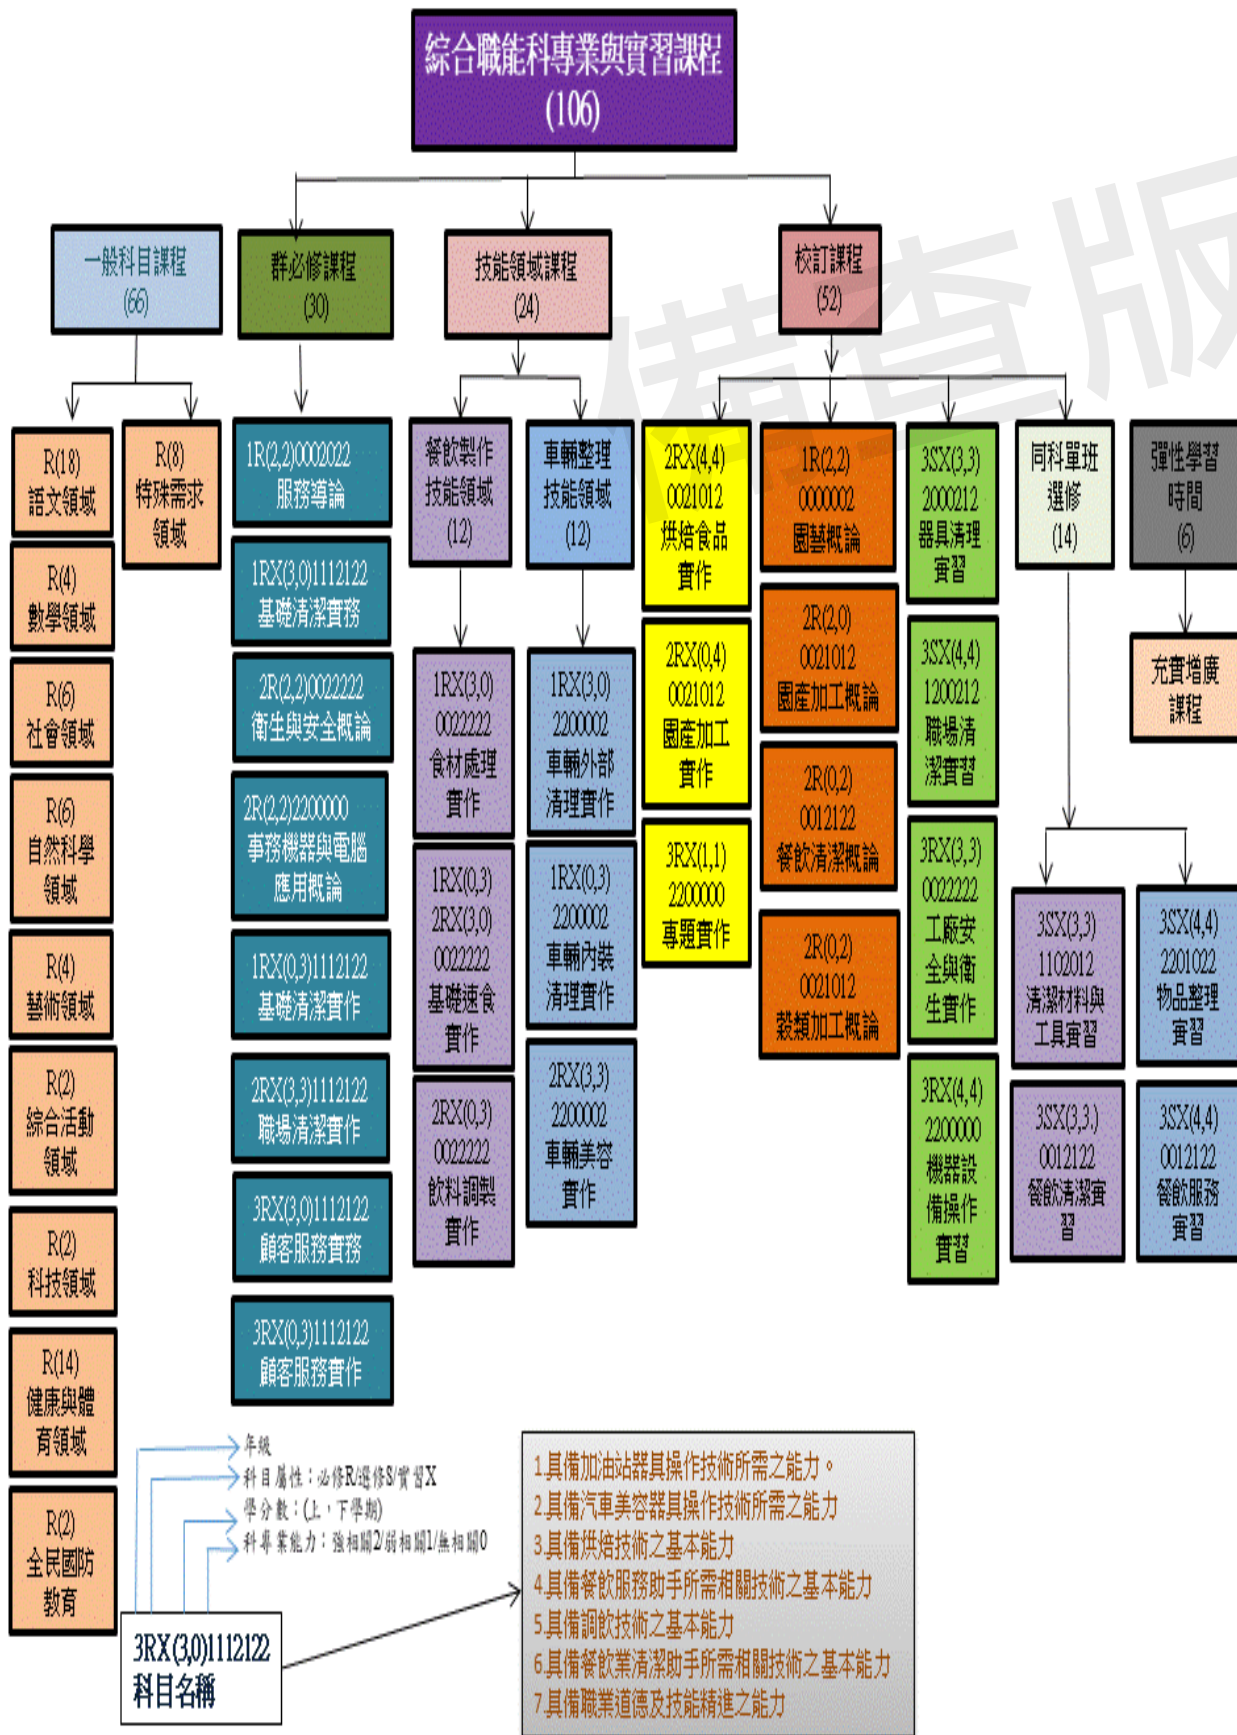 綜合職能科專業與實習課程
(106)
一般科目課程
(66)
群必修課程
(30)
技能領域課程
(24)
校訂課程
(52)
備查版
R(18)
語文領域
R(4)
數學領域
R(6)
社會領域
R(6)
自然科學
領域
R(4)
藝術領域
R(2)
綜合活動
領域
R(2)
科技領域
R(14)
健康與體
育領域
R(2)
全民國防
教育
R(8)
特殊需求
領域
1R(2,2)0002022
服務導論
1RX(3,0)1112122
基礎清潔實務
2R(2,2)0022222
衛生與安全概論
2R(2,2)2200000
事務機器與電腦
應用概論
1RX(0,3)1112122
基礎清潔實作
2RX(3,3)1112122
職場清潔實作
3RX(3,0)1112122
顧客服務實務
3RX(0,3)1112122
顧客服務實作
餐飲製作
技能領域
(12)
1RX(3,0)
0022222
食材處理
實作
1RX(0,3)
2RX(3,0)
0022222
基礎速食
實作
2RX(0,3)
0022222
飲料調製
實作
車輛整理
技能領域
(12)
1RX(3,0)
2200002
車輛外部
清理實作
1RX(0,3)
2200002
車輛內裝
清理實作
2RX(3,3)
2200002
車輛美容
實作
2RX(4,4)
0021012
烘焙食品
實作
2RX(0,4)
0021012
園產加工
實作
3RX(1,1)
2200000
專題實作
1R(2,2)
0000002
園藝概論
2R(2,0)
0021012
園產加工概論
2R(0,2)
0012122
餐飲清潔概論
2R(0,2)
0021012
穀類加工概論
3SX(3,3)
2000212
器具清理
實習
3SX(4,4)
1200212
職場清
潔實習
3RX(3,3)
0022222
工廠安
全與衛
生實作
3RX(4,4)
2200000
機器設
備操作
實習
同科單班
選修
(14)
3SX(3,3)
1102012
清潔材料與
工具實習
3SX(3,3.)
0012122
餐飲清潔實
習
3SX(4,4)
2201022
物品整理
實習
3SX(4,4)
0012122
餐飲服務
實習
彈性學習
時間
(6)
充實增廣
課程
年級
科目屬性：必修R/選修S/實習X
學分數：(上，下學期)
科專業能力：強相關2/弱相關1/無相關0
3RX(3,0)1112122
科目名稱
1.具備加油站器具操作技術所需之能力。
2.具備汽車美容器具操作技術所需之能力
3.具備烘焙技術之基本能力
4.具備餐飲服務助手所需相關技術之基本能力
5.具備調飲技術之基本能力
6.具備餐飲業清潔助手所需相關技術之基本能力
7.具備職業道德及技能精進之能力